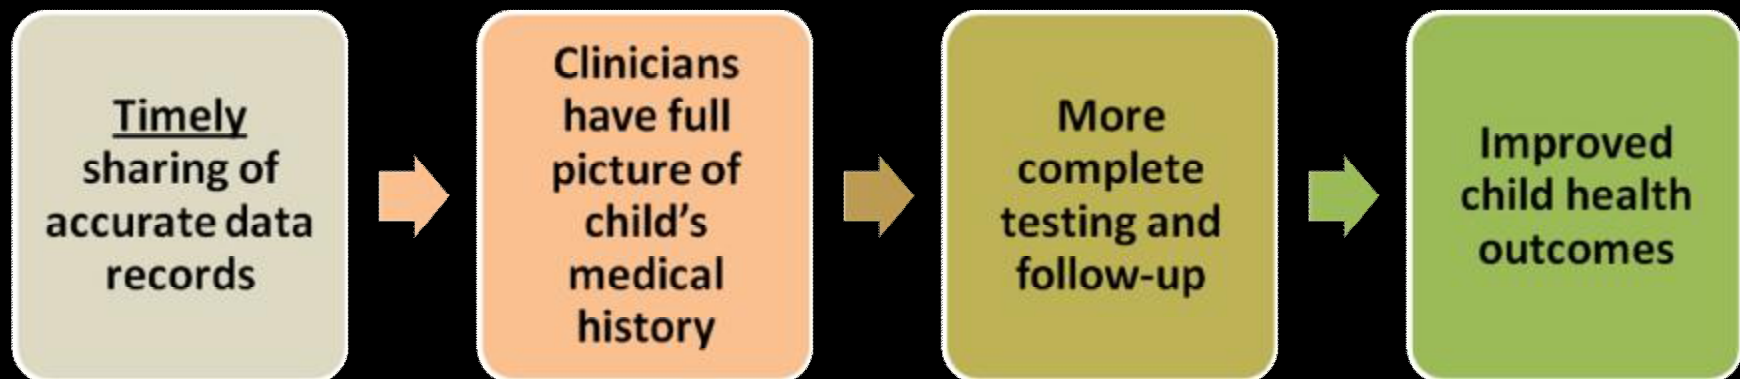 Timely
sharing of
accurate data
records
Clinicians
have full
picture of
child’s
medical
history
More
complete
testing and
follow-up
Improved
child health
outcomes